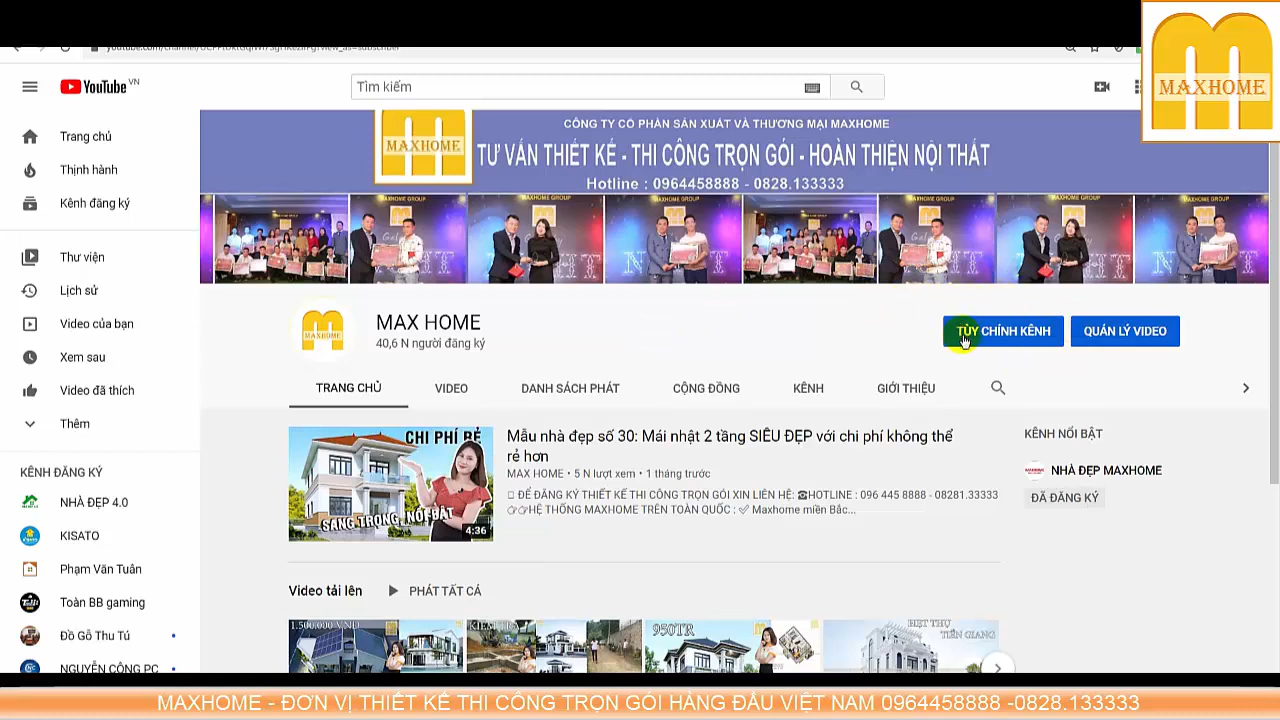 MAXHOME
YouTube VN
Tìm kiếm
MAXHOME
CÔNG TY CỔ PHẦN SẢN XUẤT VÀ THƯƠNG MẠI MAXHOME
TƯ VẤN THIẾT KẾ - THI CÔNG TRỌN GÓI - HOÀN THIỆN NỘI THẤT
Hotline : 0964458888 - 0828.133333
Trang chủ
Thịnh hành
Kênh đăng ký
Thư viện
Lịch sử
Video của bạn
Xem sau
Video đã thích
Thêm
KÊNH ĐĂNG KÝ
NHÀ ĐẸP 4.0
KISATO
Phạm Văn Tuân
Toàn BB gaming
Đồ Gỗ Thu Tú
NGUYỄN CÔNG PC
MAXHOME
MAX HOME
40,6 N người đăng ký
TÙY CHỈNH KÊNH
QUẢN LÝ VIDEO
TRANG CHỦ
VIDEO
DANH SÁCH PHÁT
CỘNG ĐỒNG
KÊNH
GIỚI THIỆU
CHI PHÍ RẺ
SANG TRỌNG, NỔI BẬT
4:36
Mẫu nhà đẹp số 30: Mái nhật 2 tầng SIÊU ĐẸP với chi phí không thể
rẻ hơn
MAX HOME • 5 N lượt xem • 1 tháng trước
ĐỂ ĐĂNG KÝ THIẾT KẾ THI CÔNG TRỌN GÓI XIN LIÊN HỆ: ☎HOTLINE : 096 445 8888 - 08281.33333
HỆ THỐNG MAXHOME TRÊN TOÀN QUỐC : ✅ Maxhome miền Bắc...
KÊNH NỔI BẬT
NHÀ ĐẸP MAXHOME
ĐÃ ĐĂNG KÝ
Video tải lên
PHÁT TẤT CẢ
1.500.000 VNĐ
950TR
BIỆT THỰ
TIỀN GIANG
MAXHOME - ĐƠN VỊ THIẾT KẾ THI CÔNG TRỌN GÓI HÀNG ĐẦU VIỆT NAM 0964458888 -0828.133333